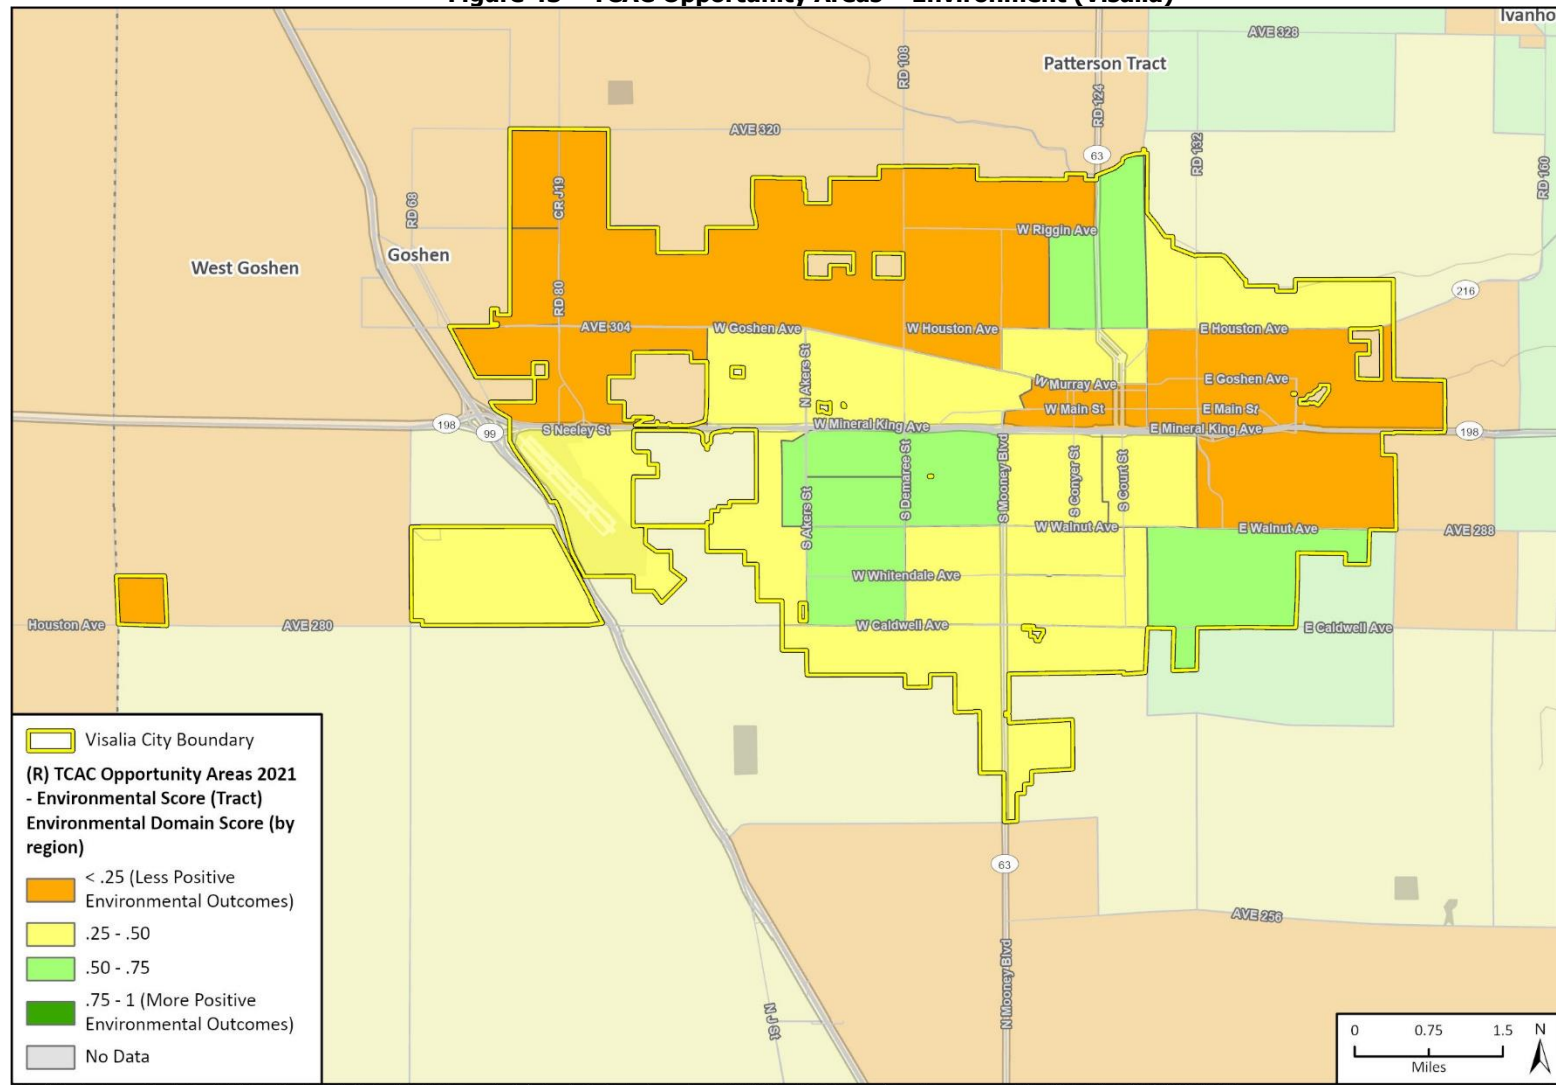 Figure 43 – TCAC Opportunity Areas – Environment (Visalia)
Ivanho
AVE 328
Patterson Tract
RD 108
RD 124
RD 132
RD 160
AVE 320
63
CR J19
RD 68
W Riggin Ave
Goshen
West Goshen
216
RD 80
AVE 304
W Goshen Ave
W Houston Ave
E Houston Ave
N Akers St
W Murray Ave
E Goshen Ave
W Main St
E Main St
198
99
S Neeley St
W Mineral King Ave
E Mineral King Ave
198
S Akers St
S Demaree St
S Mooney Blvd
S Conyer St
S Court St
W Walnut Ave
E Walnut Ave
AVE 288
W Whitendale Ave
Houston Ave
AVE 280
W Caldwell Ave
E Caldwell Ave
63
AVE 256
N Mooney Blvd
N J St
Visalia City Boundary
(R) TCAC Opportunity Areas 2021
- Environmental Score (Tract)
Environmental Domain Score (by
region)
< .25 (Less Positive
Environmental Outcomes)
.25 - .50
.50 - .75
.75 - 1 (More Positive
Environmental Outcomes)
No Data
0 0.75 1.5 N
Miles